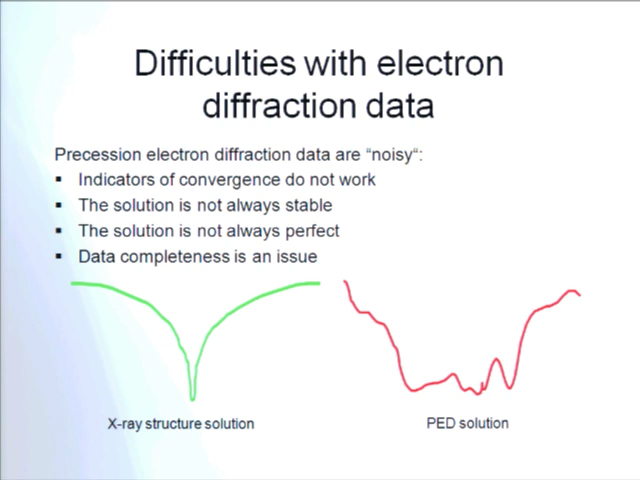 Difficulties with electron
diffraction data
Precession electron diffraction data are “noisy“:
▪ Indicators of convergence do not work
▪ The solution is not always stable
▪ The solution is not always perfect
▪ Data completeness is an issue
X-ray structure solution
PED solution